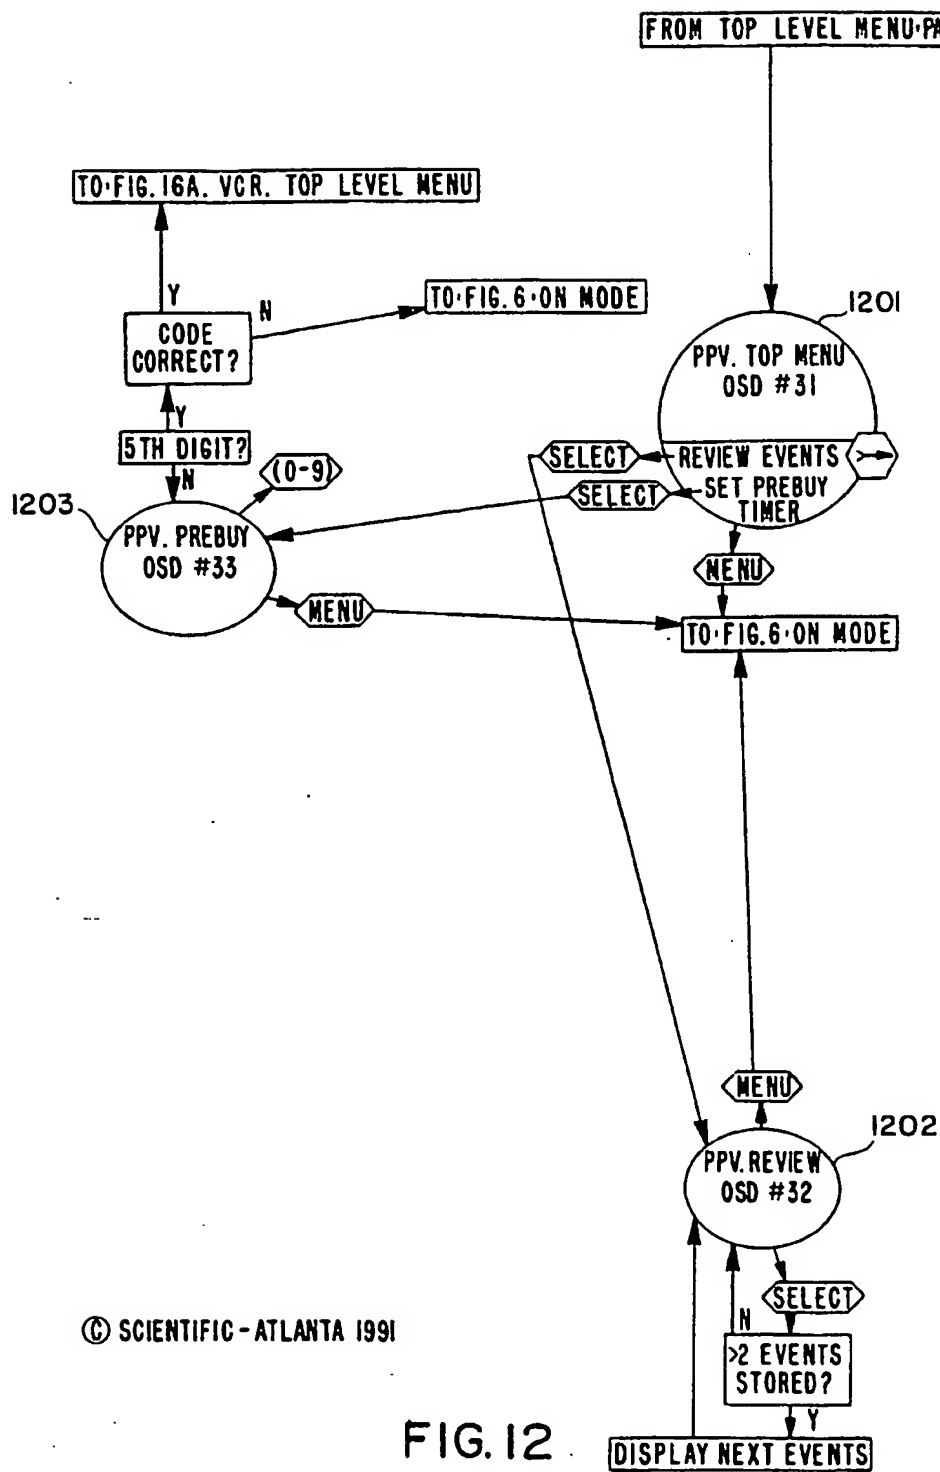 FROM TOP LEVEL MENU·PA
TO·FIG. 16A. VCR. TOP LEVEL MENU
Y
N
TO·FIG. 6·ON MODE
CODE
CORRECT?
Y
5TH DIGIT?
N
(0-9)
1203
PPV. PREBUY
OSD #33
MENU
1201
PPV. TOP MENU
OSD #31
SELECT
REVIEW EVENTS
SELECT
SET PREBUY
TIMER
MENU
TO·FIG.6·ON MODE
MENU
1202
PPV. REVIEW
OSD #32
SELECT
N
>2 EVENTS
STORED?
Y
DISPLAY NEXT EVENTS
© SCIENTIFIC-ATLANTA 1991
FIG. 12